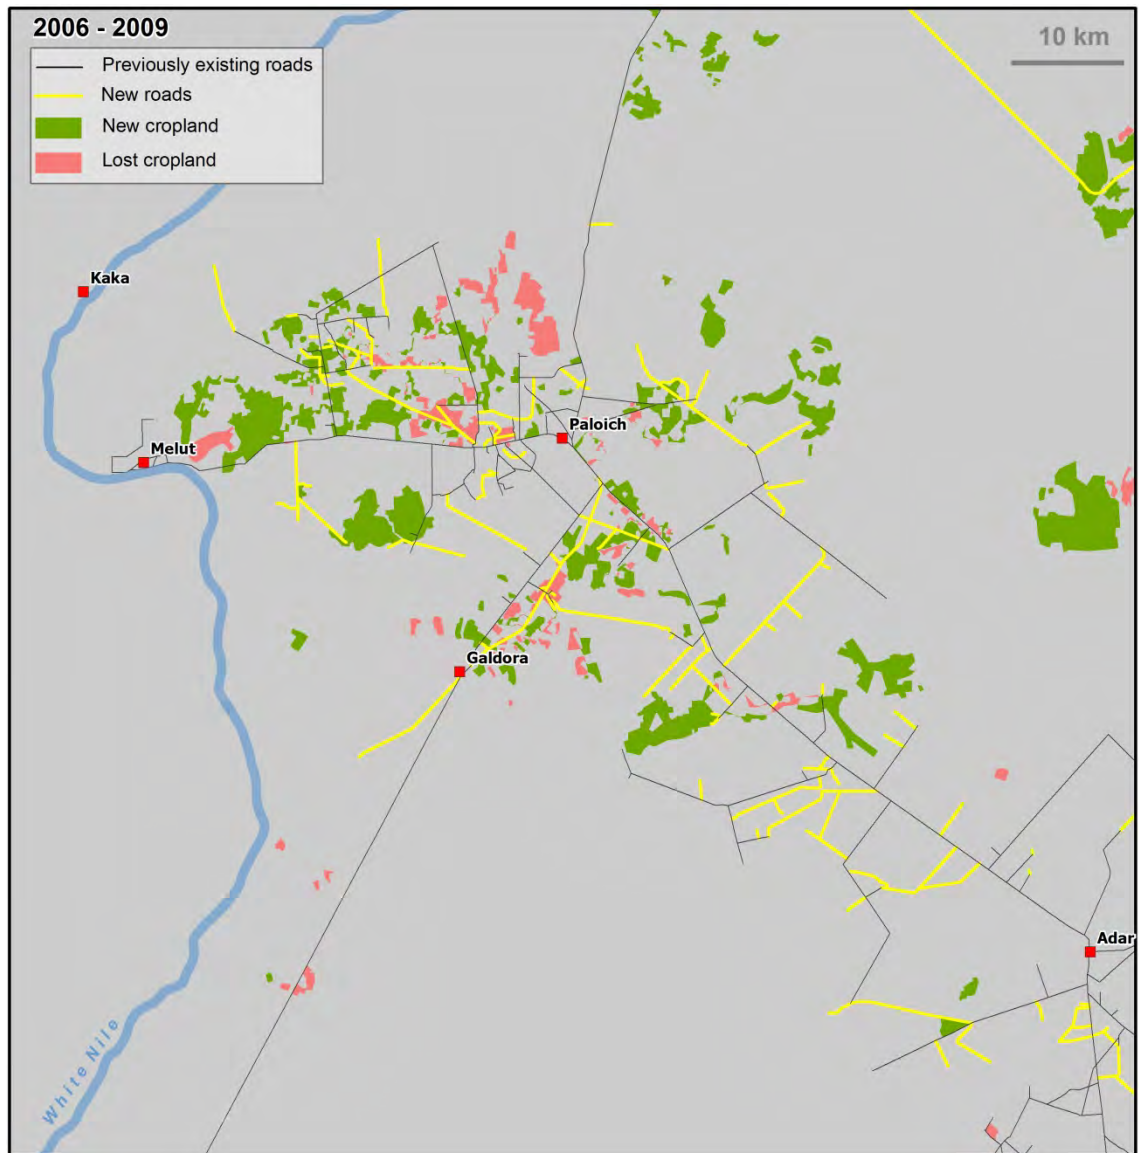 2006 - 2009
10 km
Previously existing roads
New roads
New cropland
Lost cropland
Kaka
Paloich
Melut
Galdora
Adar
White Nile